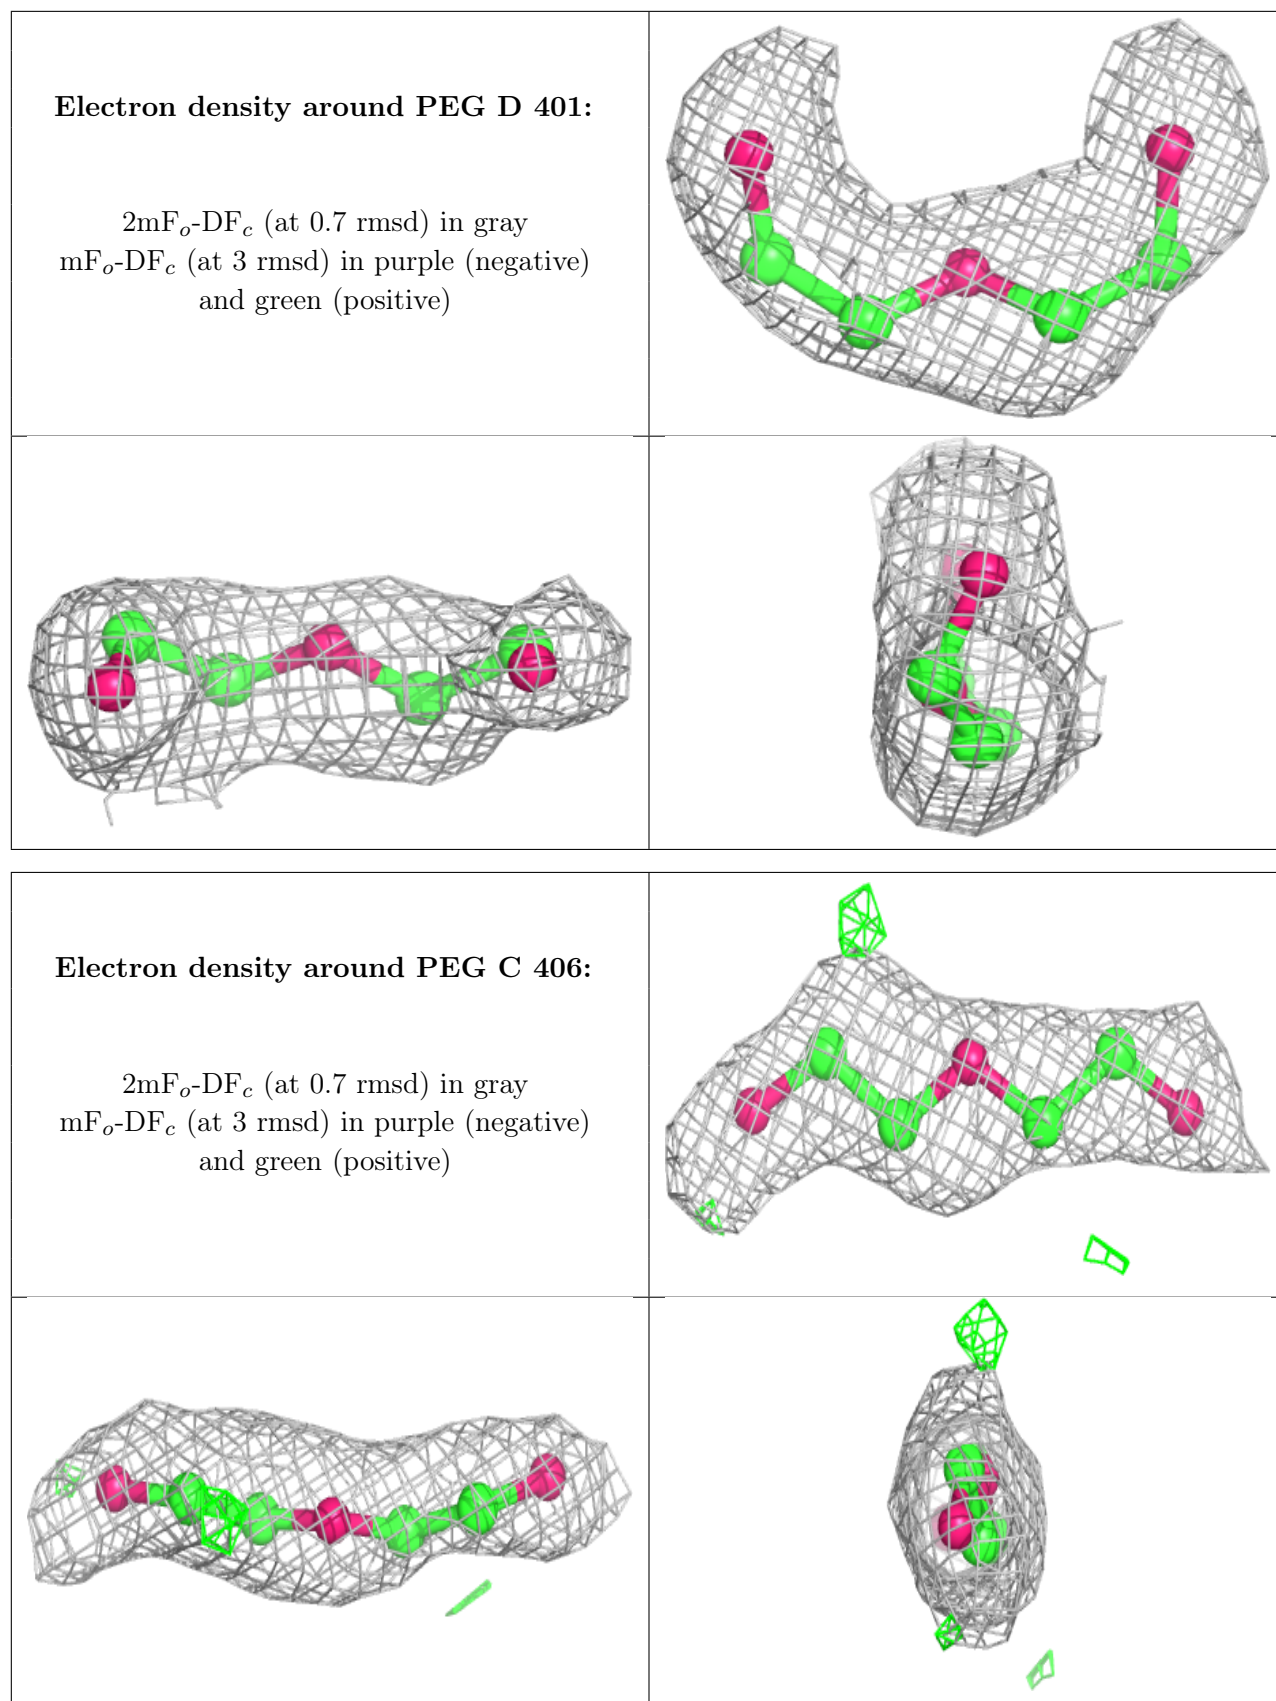 Electron density around PEG D 401:
2mFo-DFc (at 0.7 rmsd) in gray
mFo-DFc (at 3 rmsd) in purple (negative)
and green (positive)
Electron density around PEG C 406:
2mFo-DFc (at 0.7 rmsd) in gray
mFo-DFc (at 3 rmsd) in purple (negative)
and green (positive)